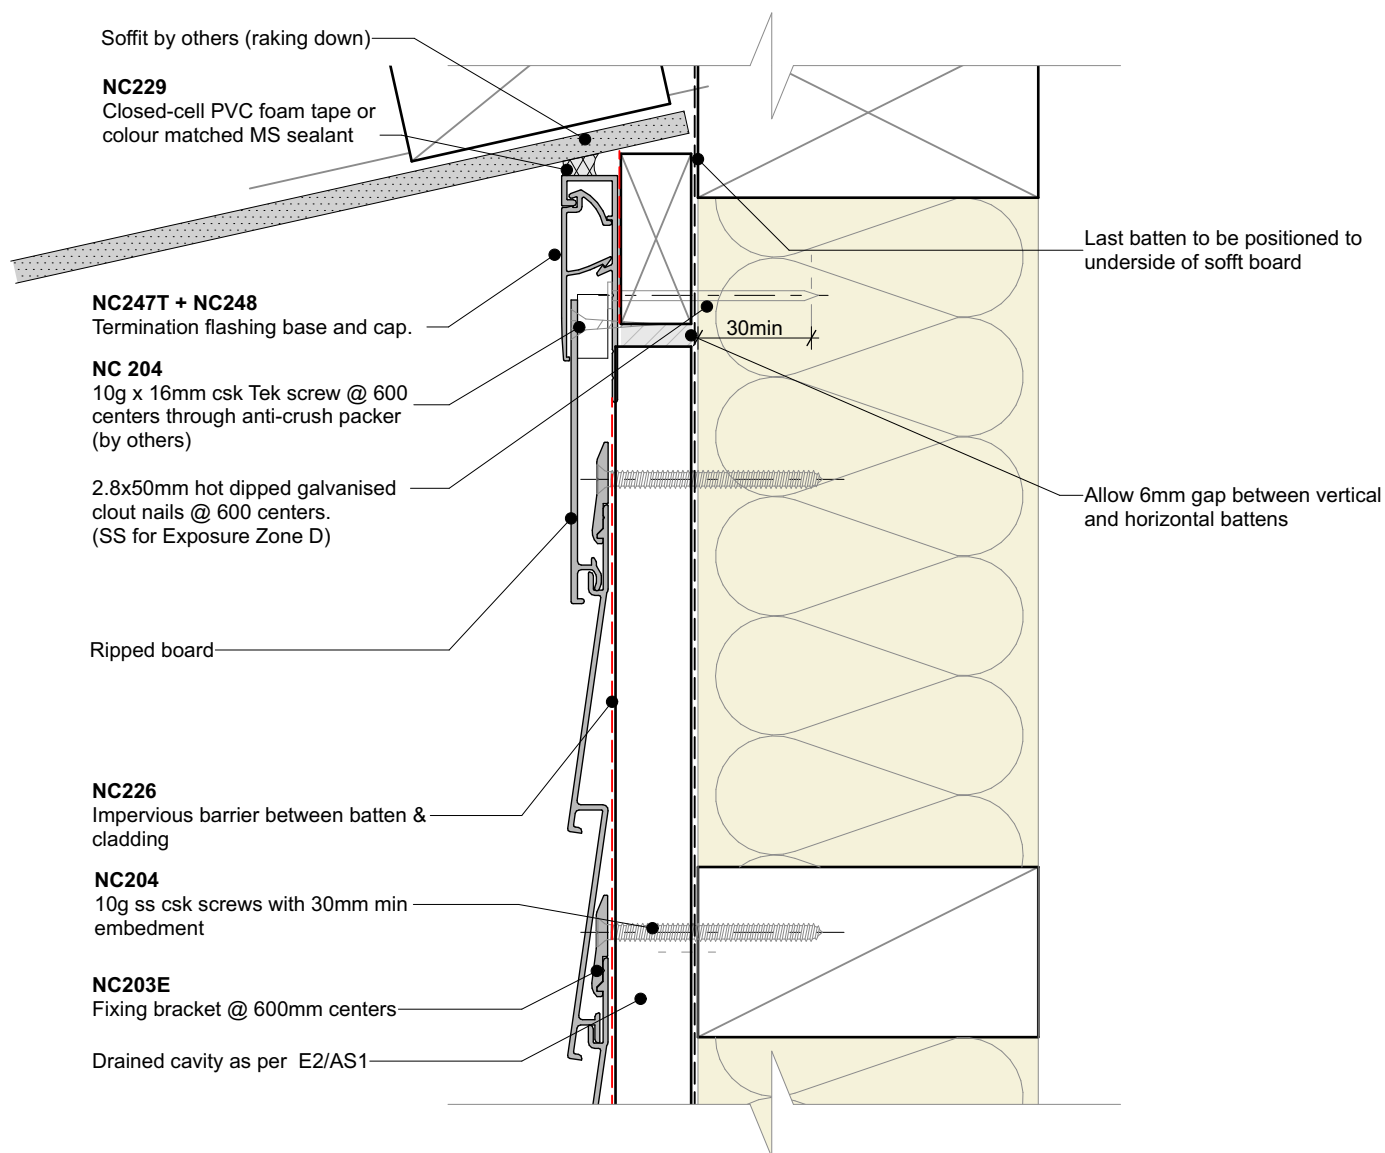 Soffit by others (raking down)
NC229
Closed-cell PVC foam tape or
colour matched MS sealant
NC247T + NC248
Termination flashing base and cap.
NC 204
10g x 16mm csk Tek screw @ 600
centers through anti-crush packer
(by others)
2.8x50mm hot dipped galvanised
clout nails @ 600 centers.
(SS for Exposure Zone D)
Ripped board
NC226
Impervious barrier between batten &
cladding
NC204
10g ss csk screws with 30mm min
embedment
NC203E
Fixing bracket @ 600mm centers
Drained cavity as per E2/AS1
30min
Last batten to be positioned to
underside of sofft board
Allow 6mm gap between vertical
and horizontal battens